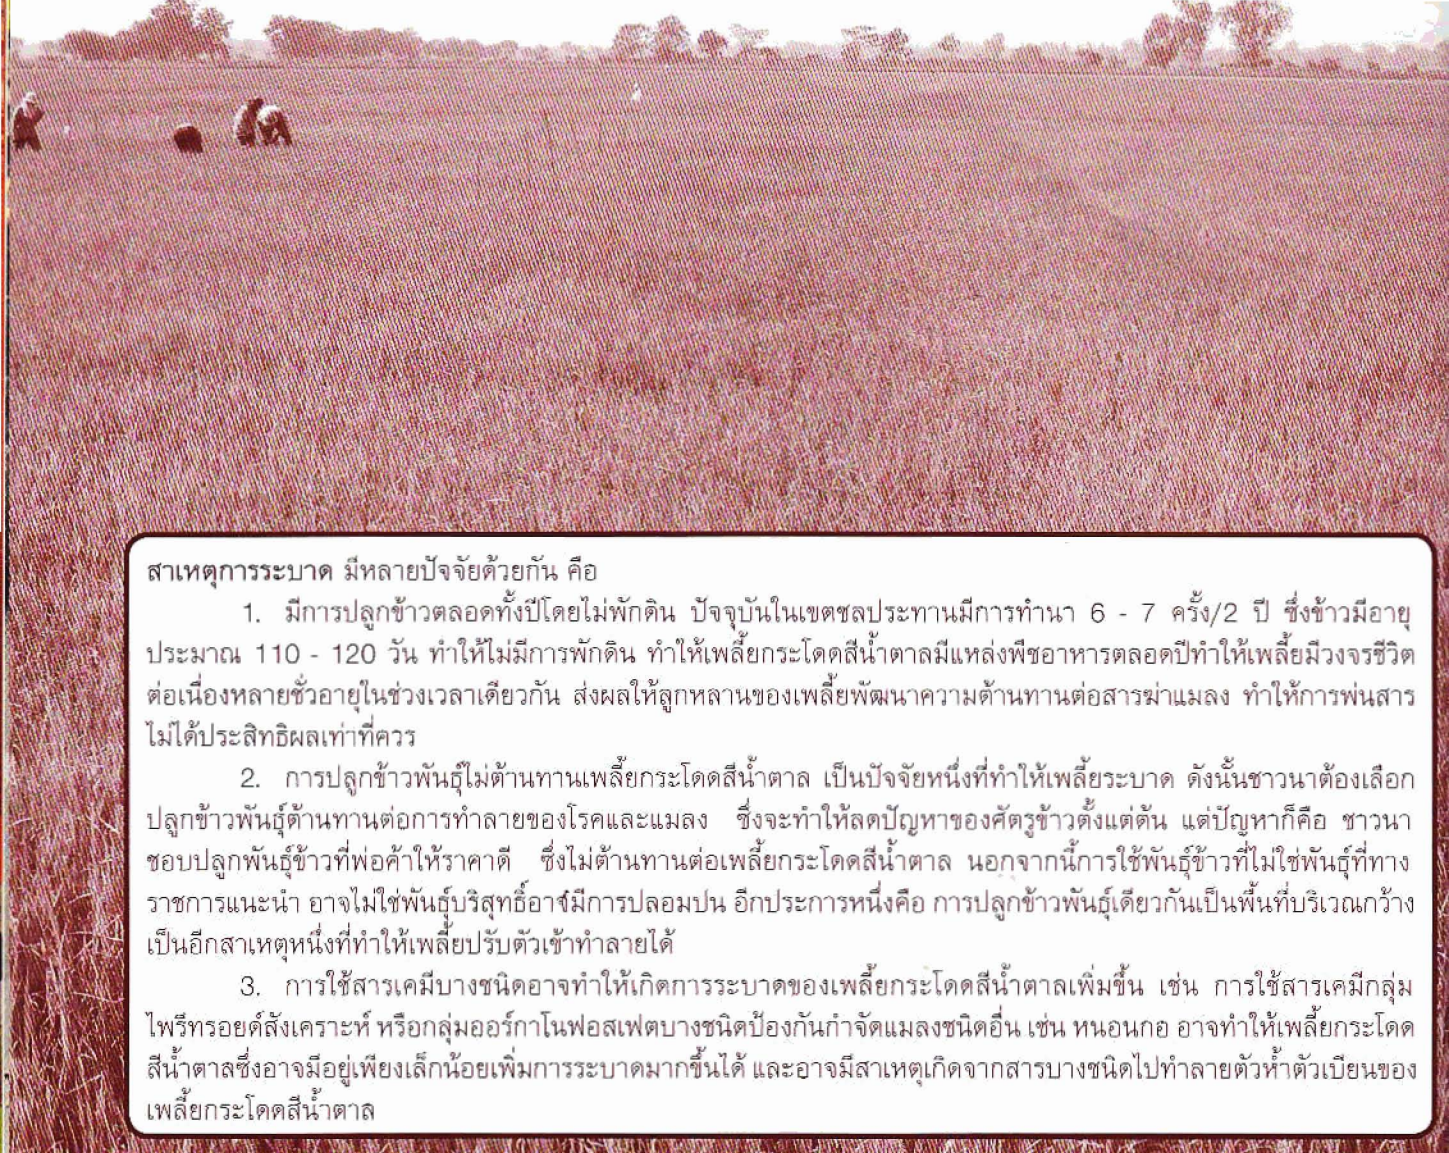 สาเหตุการระบาด มีหลายปัจจัยด้วยกัน คือ
1. มีการปลูกข้าวตลอดทั้งปีโดยไม่พักดิน ปัจจุบันในเขตชลประทานมีการทำนา 6 - 7 ครั้ง/2 ปี ซึ่งข้าวมีอายุ
ประมาณ 110 - 120 วัน ทำให้ไม่มีการพักดิน ทำให้เพลี้ยกระโดดสีน้ำตาลมีแหล่งพืชอาหารตลอดปีทำให้เพลี้ยมีวงจรชีวิต
ต่อเนื่องหลายชั่วอายุในช่วงเวลาเดียวกัน ส่งผลให้ลูกหลานของเพลี้ยพัฒนาความต้านทานต่อสารฆ่าแมลง ทำให้การพ่นสาร
ไม่ได้ประสิทธิผลเท่าที่ควร
2. การปลูกข้าวพันธุ์ไม่ต้านทานเพลี้ยกระโดดสีน้ำตาล เป็นปัจจัยหนึ่งที่ทำให้เพลี้ยระบาด ดังนั้นชาวนาต้องเลือก
ปลูกข้าวพันธุ์ต้านทานต่อการทำลายของโรคและแมลง ซึ่งจะทำให้ลดปัญหาของศัตรูข้าวตั้งแต่ต้น แต่ปัญหาก็คือ ชาวนา
ชอบปลูกพันธุ์ข้าวที่พ่อค้าให้ราคาดี ซึ่งไม่ต้านทานต่อเพลี้ยกระโดดสีน้ำตาล นอกจากนี้การใช้พันธุ์ข้าวที่ไม่ใช่พันธุ์ที่ทาง
ราชการแนะนำ อาจไม่ใช่พันธุ์บริสุทธิ์อาจมีการปลอมปน อีกประการหนึ่งคือ การปลูกข้าวพันธุ์เดียวกันเป็นพื้นที่บริเวณกว้าง
เป็นอีกสาเหตุหนึ่งที่ทำให้เพลี้ยปรับตัวเข้าทำลายได้
3. การใช้สารเคมีบางชนิดอาจทำให้เกิดการระบาดของเพลี้ยกระโดดสีน้ำตาลเพิ่มขึ้น เช่น การใช้สารเคมีกลุ่ม
ไพรีทรอยด์สังเคราะห์ หรือกลุ่มออร์กาโนฟอสเฟตบางชนิดป้องกันกำจัดแมลงชนิดอื่น เช่น หนอนกอ อาจทำให้เพลี้ยกระโดด
สีน้ำตาลซึ่งอาจมีอยู่เพียงเล็กน้อยเพิ่มการระบาดมากขึ้นได้ และอาจมีสาเหตุเกิดจากสารบางชนิดไปทำลายตัวห้ำตัวเบียนของ
เพลี้ยกระโดดสีน้ำตาล